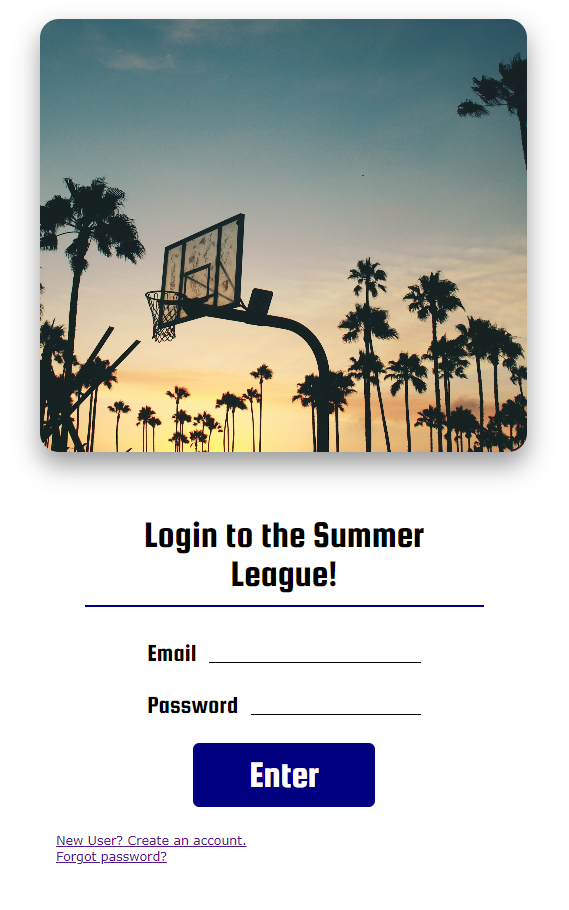 Login to the Summer
League!
Email
Password
Enter
New User? Create an account.
Forgot password?